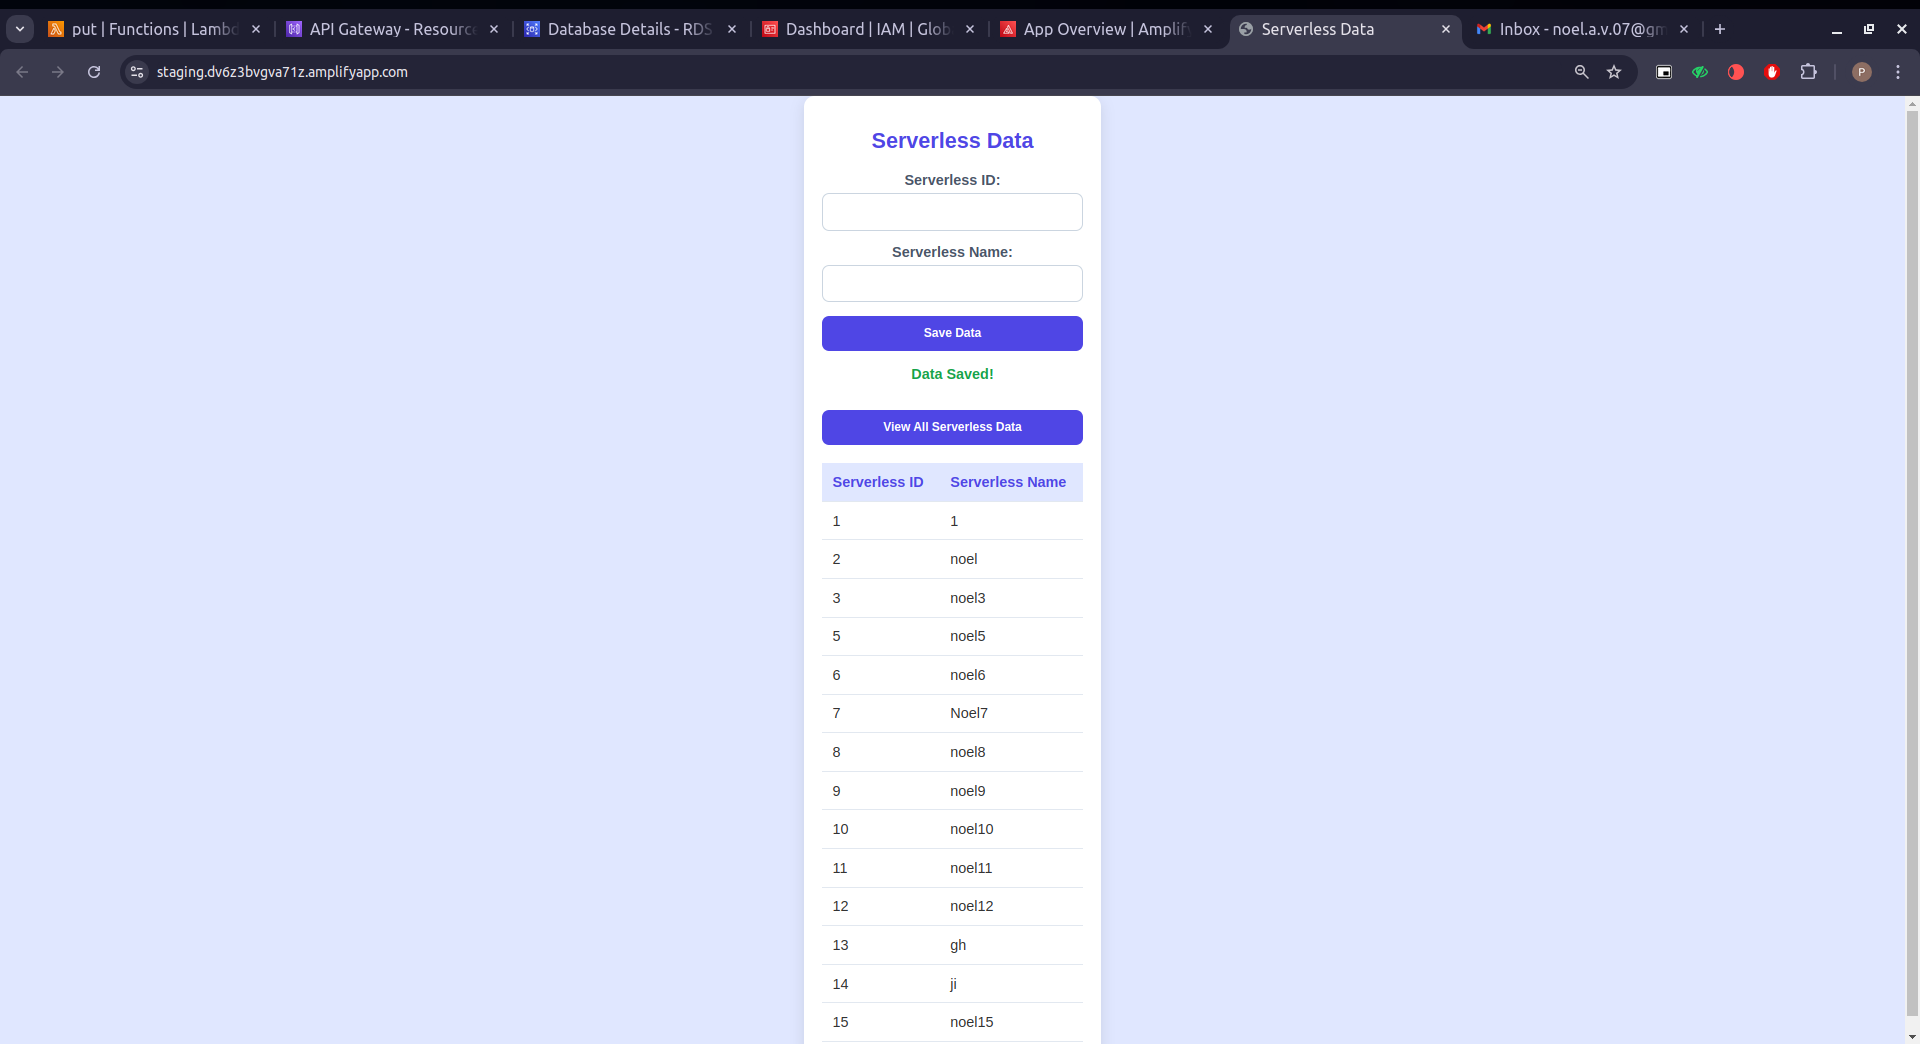 put | Functions | Lambd
API Gateway - Resourc
Database Details - RDS
Dashboard | IAM | Glob
App Overview | Amplify
Serverless Data
Inbox - noel.a.v.07@gm
staging.dv6z3bvgva71z.amplifyapp.com
P
Serverless Data
Serverless ID:
Serverless Name:
Save Data
Data Saved!
View All Serverless Data
Serverless ID Serverless Name
1 1
2 noel
3 noel3
5 noel5
6 noel6
7 Noel7
8 noel8
9 noel9
10 noel10
11 noel11
12 noel12
13 gh
14 ji
15 noel15